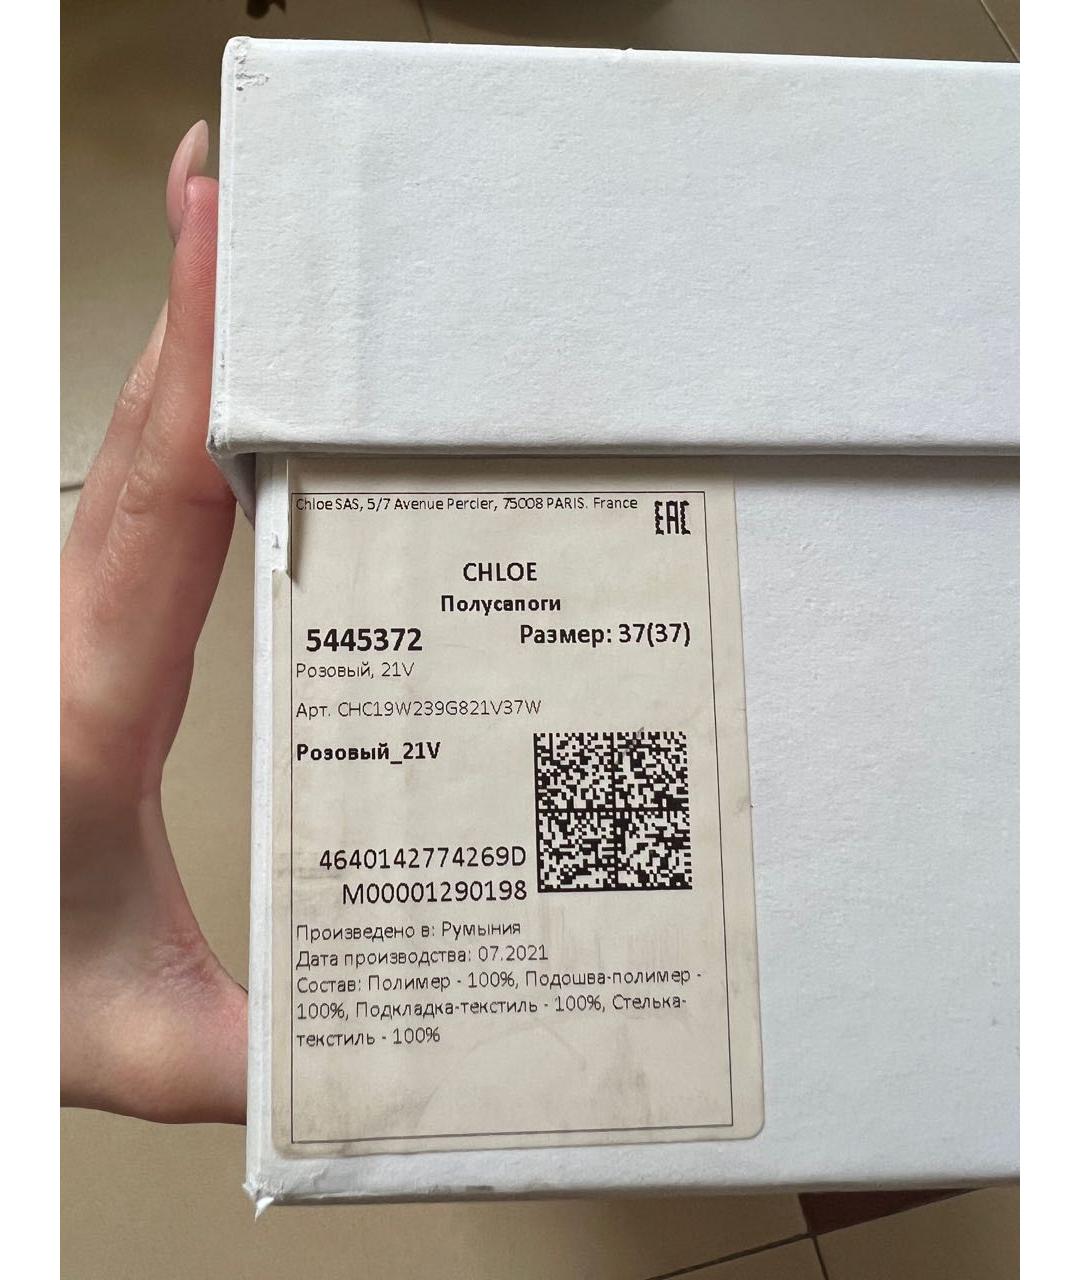 Chloe SAS, 5/7 Avenue Percier, 75008 PARIS. France
EAC
CHLOE
Полусапоги
5445372
Размер: 37(37)
Розовый, 21V
Арт. CHC19W239G821V37W
Розовый_21V
4640142774269D
M00001290198
Произведено в: Румыния
Дата производства: 07.2021
Состав: Полимер - 100%, Подошва-полимер -
100%, Подкладка-текстиль - 100%, Стелька-
текстиль - 100%